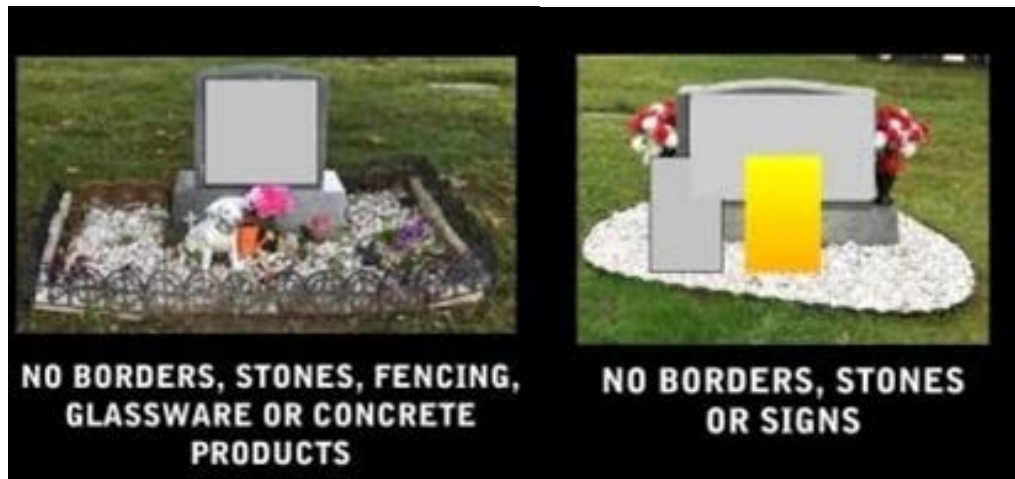 NO BORDERS, STONES, FENCING,
GLASSWARE OR CONCRETE
PRODUCTS
NO BORDERS, STONES
OR SIGNS